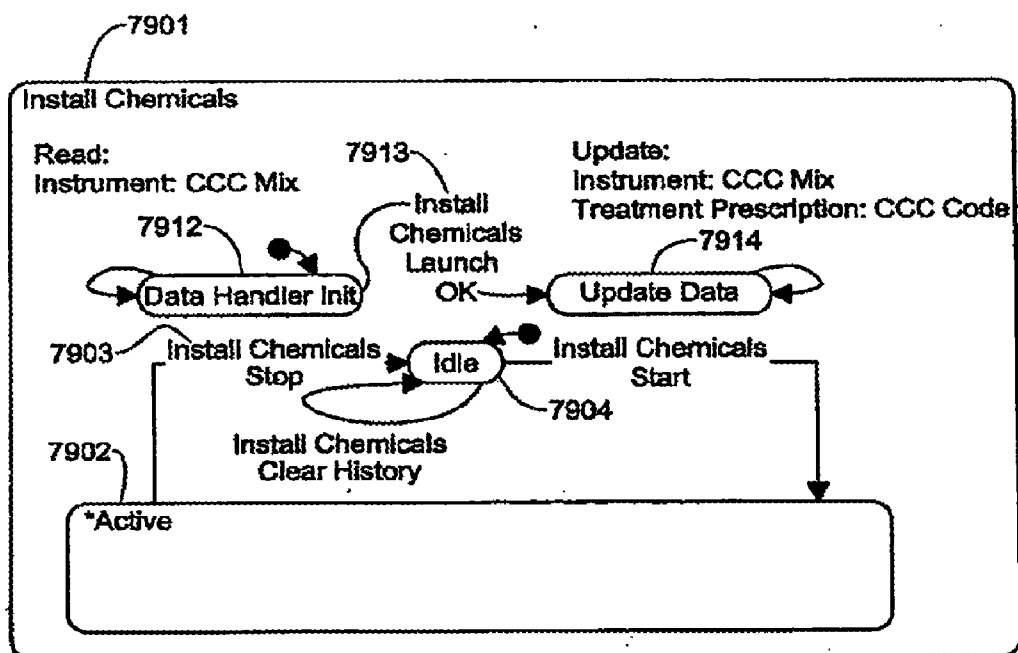 7901
Install Chemicals
Read:
Instrument: CCC Mix
7913
Update:
Instrument: CCC Mix
Treatment Prescription: CCC Code
7912
Install
Chemicals
Launch
OK
7914
Data Handler Init
Update Data
7903
Install Chemicals
Stop
Idle
Install Chemicals
Start
7904
Install Chemicals
Clear History
7902
*Active